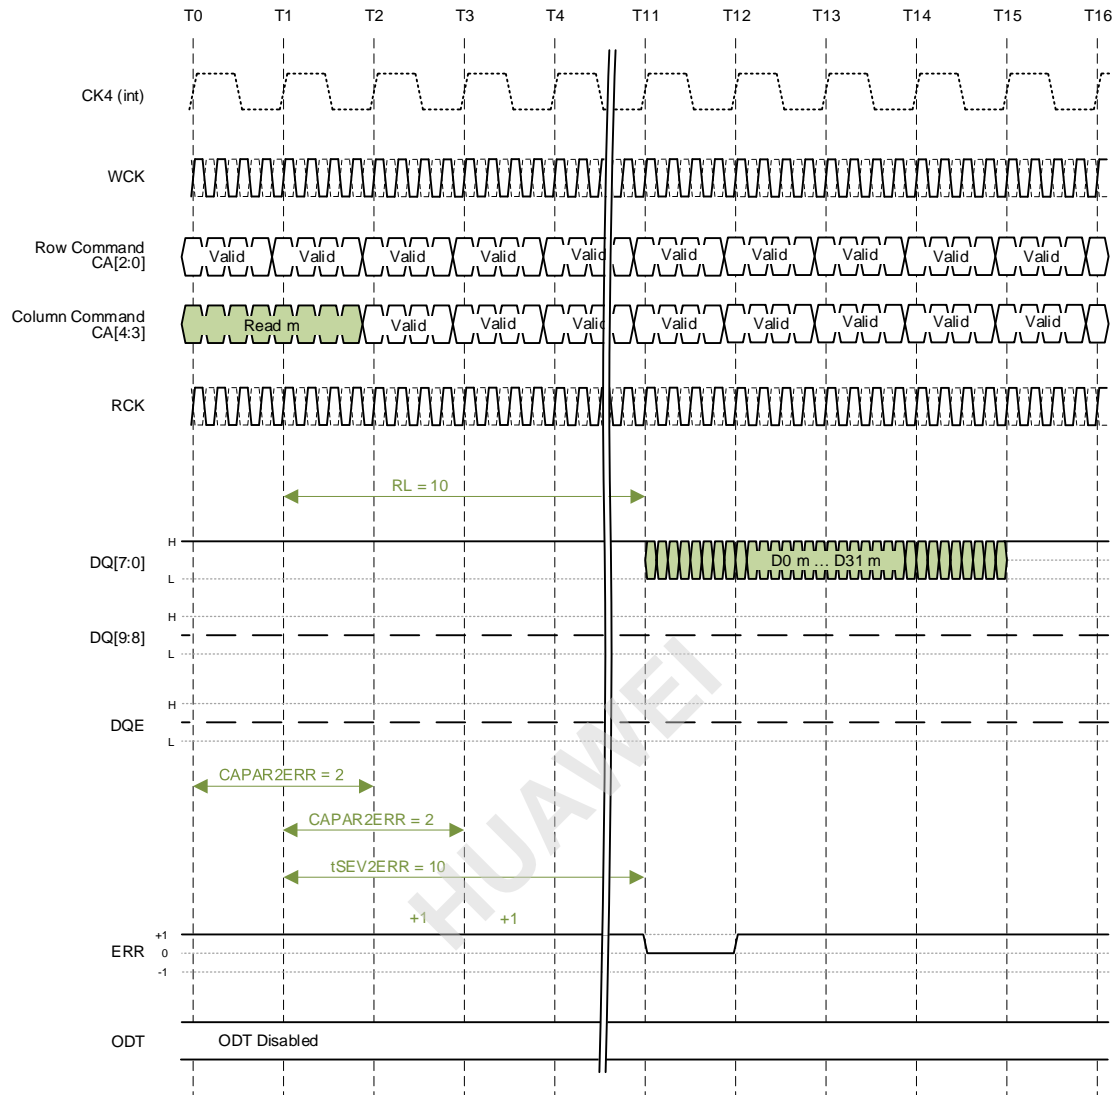 T0 T1 T2 T3 T4 T11 T12 T13 T14 T15 T16
CK4 (int)
WCK
Row Command
CA[2:0]
Valid Valid Valid Valid Valid Valid Valid Valid Valid Valid
Column Command
CA[4:3]
Read m Valid Valid Valid Valid Valid Valid Valid Valid
RCK
RL = 10
H
DQ[7:0]
D0 m ... D31 m
L
H
DQ[9:8]
L
H
DQE
L
CAPAR2ERR = 2
CAPAR2ERR = 2
tSEV2ERR = 10
+1 +1
+1
ERR
0
-1
ODT
ODT Disabled
HUAWEI